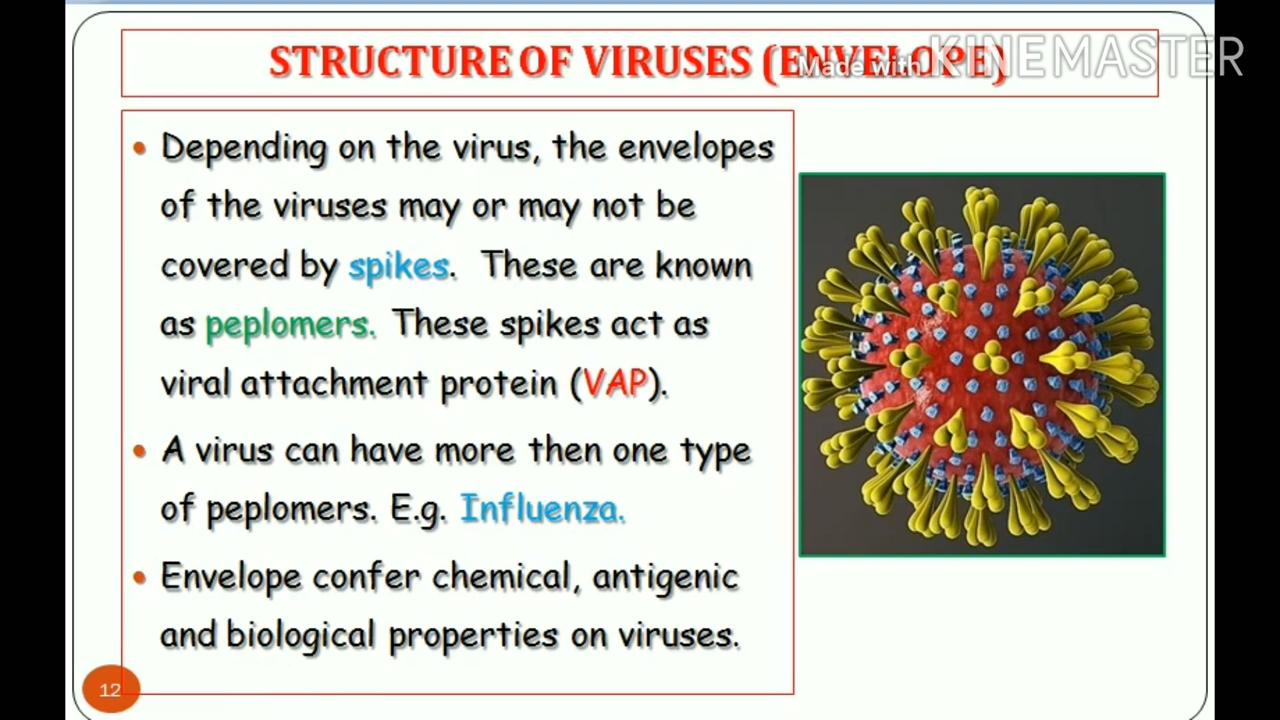 STRUCTURE OF VIRUSES (ENVELOPE)
Made with KINEMASTER
• Depending on the virus, the envelopes
of the viruses may or may not be
covered by spikes. These are known
as peplomers. These spikes act as
viral attachment protein (VAP).
• A virus can have more then one type
of peplomers. E.g. Influenza.
• Envelope confer chemical, antigenic
and biological properties on viruses.
12